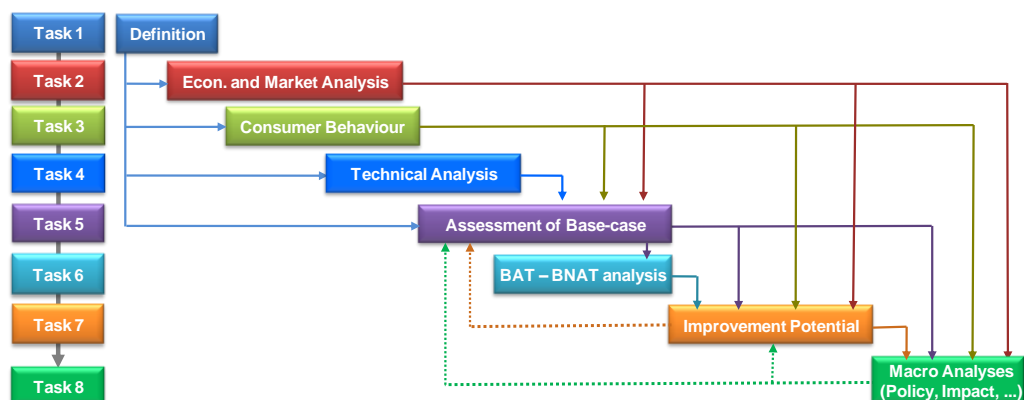 Task 1
Definition
Task 2
Econ. and Market Analysis
Task 3
Consumer Behaviour
Task 4
Technical Analysis
Task 5
Assessment of Base-case
Task 6
BAT – BNAT analysis
Task 7
Improvement Potential
Task 8
Macro Analyses
(Policy, Impact, ...)